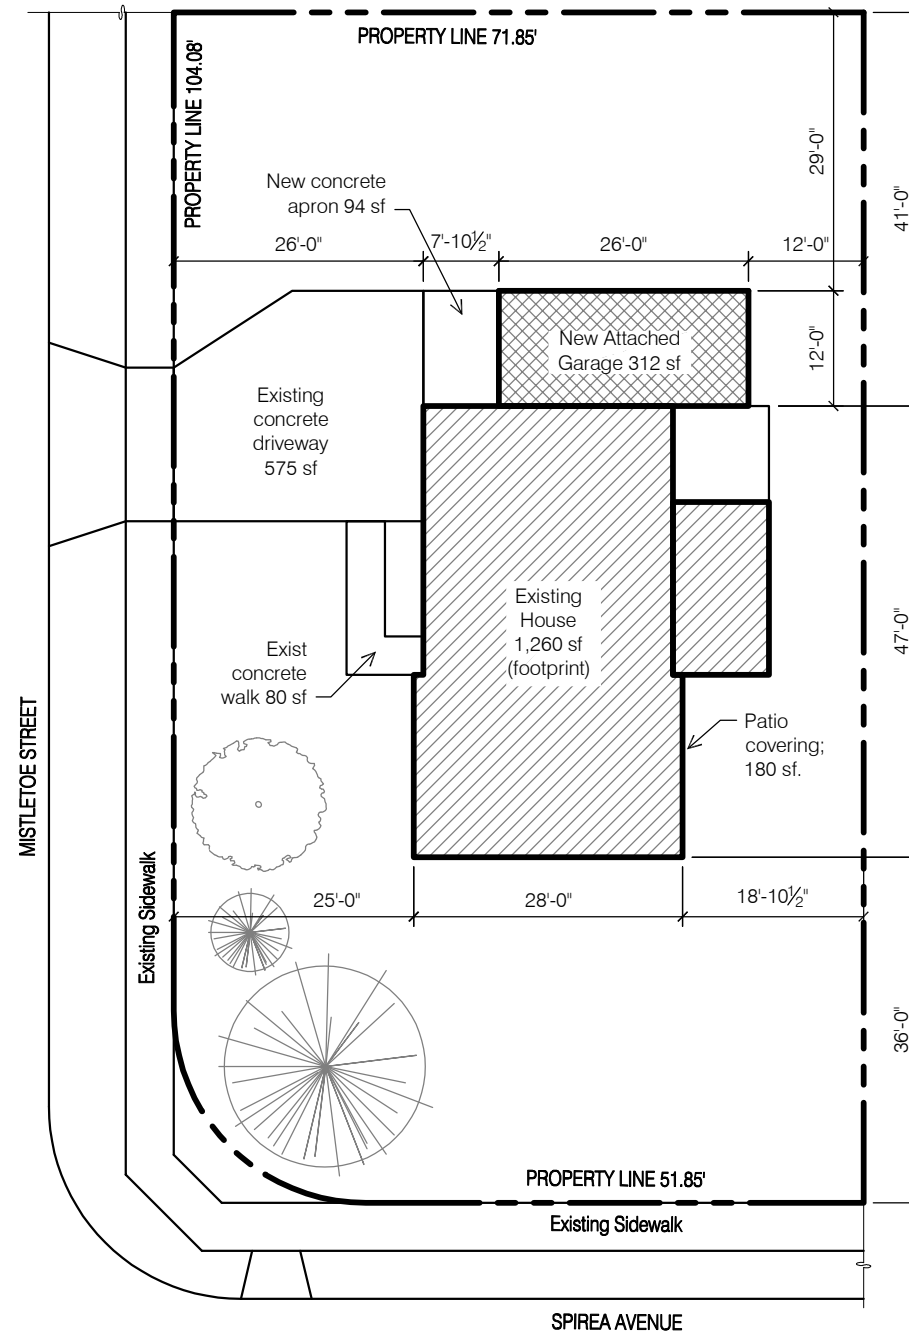 PROPERTY LINE 71.85'
PROPERTY LINE 104.08'
29'-0"
41'-0"
New concrete
apron 94 sf
26'-0"
7'-10½"
26'-0"
12'-0"
New Attached
Garage 312 sf
12'-0"
Existing
concrete
driveway
575 sf
Existing
House
1,260 sf
(footprint)
47'-0"
Exist
concrete
walk 80 sf
Patio
covering;
180 sf.
MISTLETOE STREET
Existing Sidewalk
25'-0"
28'-0"
18'-10½"
36'-0"
PROPERTY LINE 51.85'
Existing Sidewalk
SPIREA AVENUE